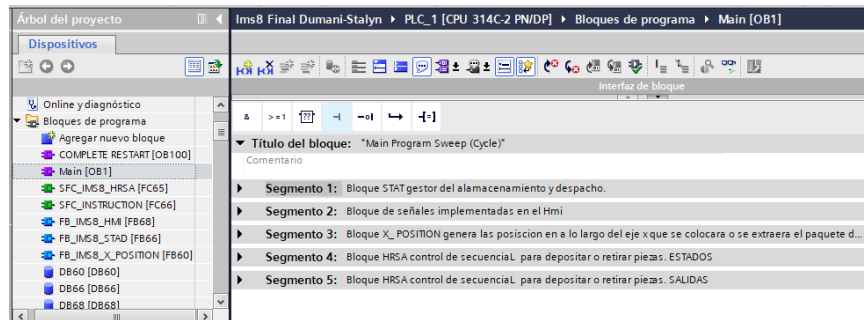 Árbol del proyecto
Ims8 Final Dumani-Stalyn ▸ PLC_1 [CPU 314C-2 PN/DP] ▸ Bloques de programa ▸ Main [OB1]
Dispositivos
Interfaz de bloque
Online y diagnóstico
Bloques de programa
Agregar nuevo bloque
COMPLETE RESTART [OB100]
Main [OB1]
SFC_IMS8_HRSA [FC65]
SFC_INSTRUCTION [FC66]
FB_IMS8_HMI [FB68]
FB_IMS8_STAD [FB66]
FB_IMS8_X_POSITION [FB60]
DB60 [DB60]
DB66 [DB66]
DB68 [DB68]
& >=1 ?? -| -o| -[=]
Título del bloque: "Main Program Sweep (Cycle)"
Comentario
Segmento 1: Bloque STAT gestor del alamacenamiento y despacho.
Segmento 2: Bloque de señales implementadas en el Hmi
Segmento 3: Bloque X_ POSITION genera las posiscion en a lo largo del eje x que se colocara o se extraera el paquete d...
Segmento 4: Bloque HRSA control de secuenciaL para depositar o retirar piezas. ESTADOS
Segmento 5: Bloque HRSA control de secuenciaL para depositar o retirar piezas. SALIDAS